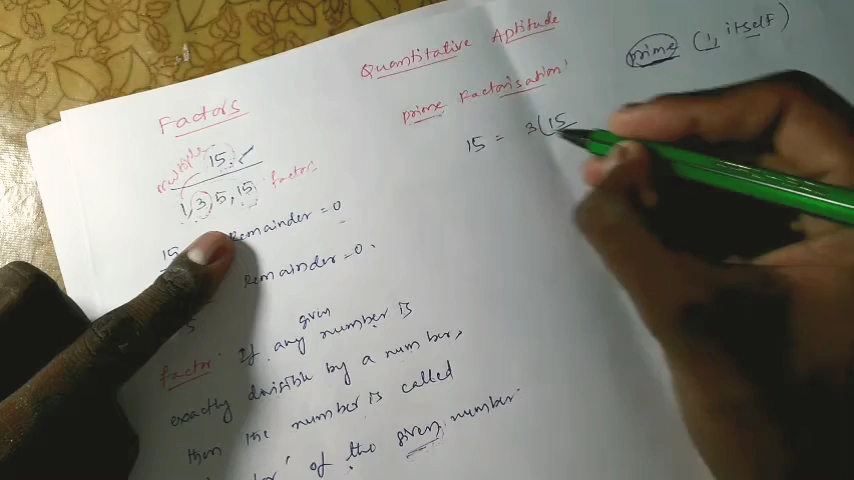 Quantitative Aptitude
prime (1, itself)
Factors
prime Factorisation:
multiple 15
15 = 3(15
1, 3, 5, 15 factors
15 Remainder = 0
Remainder = 0.
5
given
factor: If any number is
exactly divisible by a number,
then the number is called
of the given number